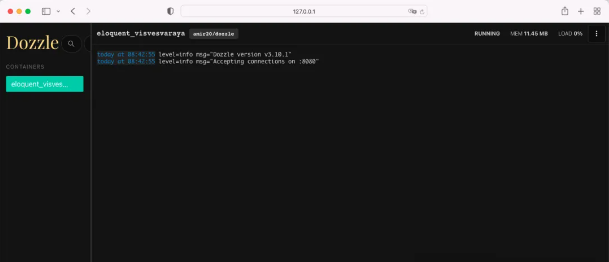 127.0.0.1
Dozzle
eloquent_visvesvaraya amir20/dozzle
RUNNING MEM 11.45 MB LOAD 0%
today at 08:42:55 level=info msg="Dozzle version v3.10.1"
today at 08:42:55 level=info msg="Accepting connections on :8080"
CONTAINERS
eloquent_visves...